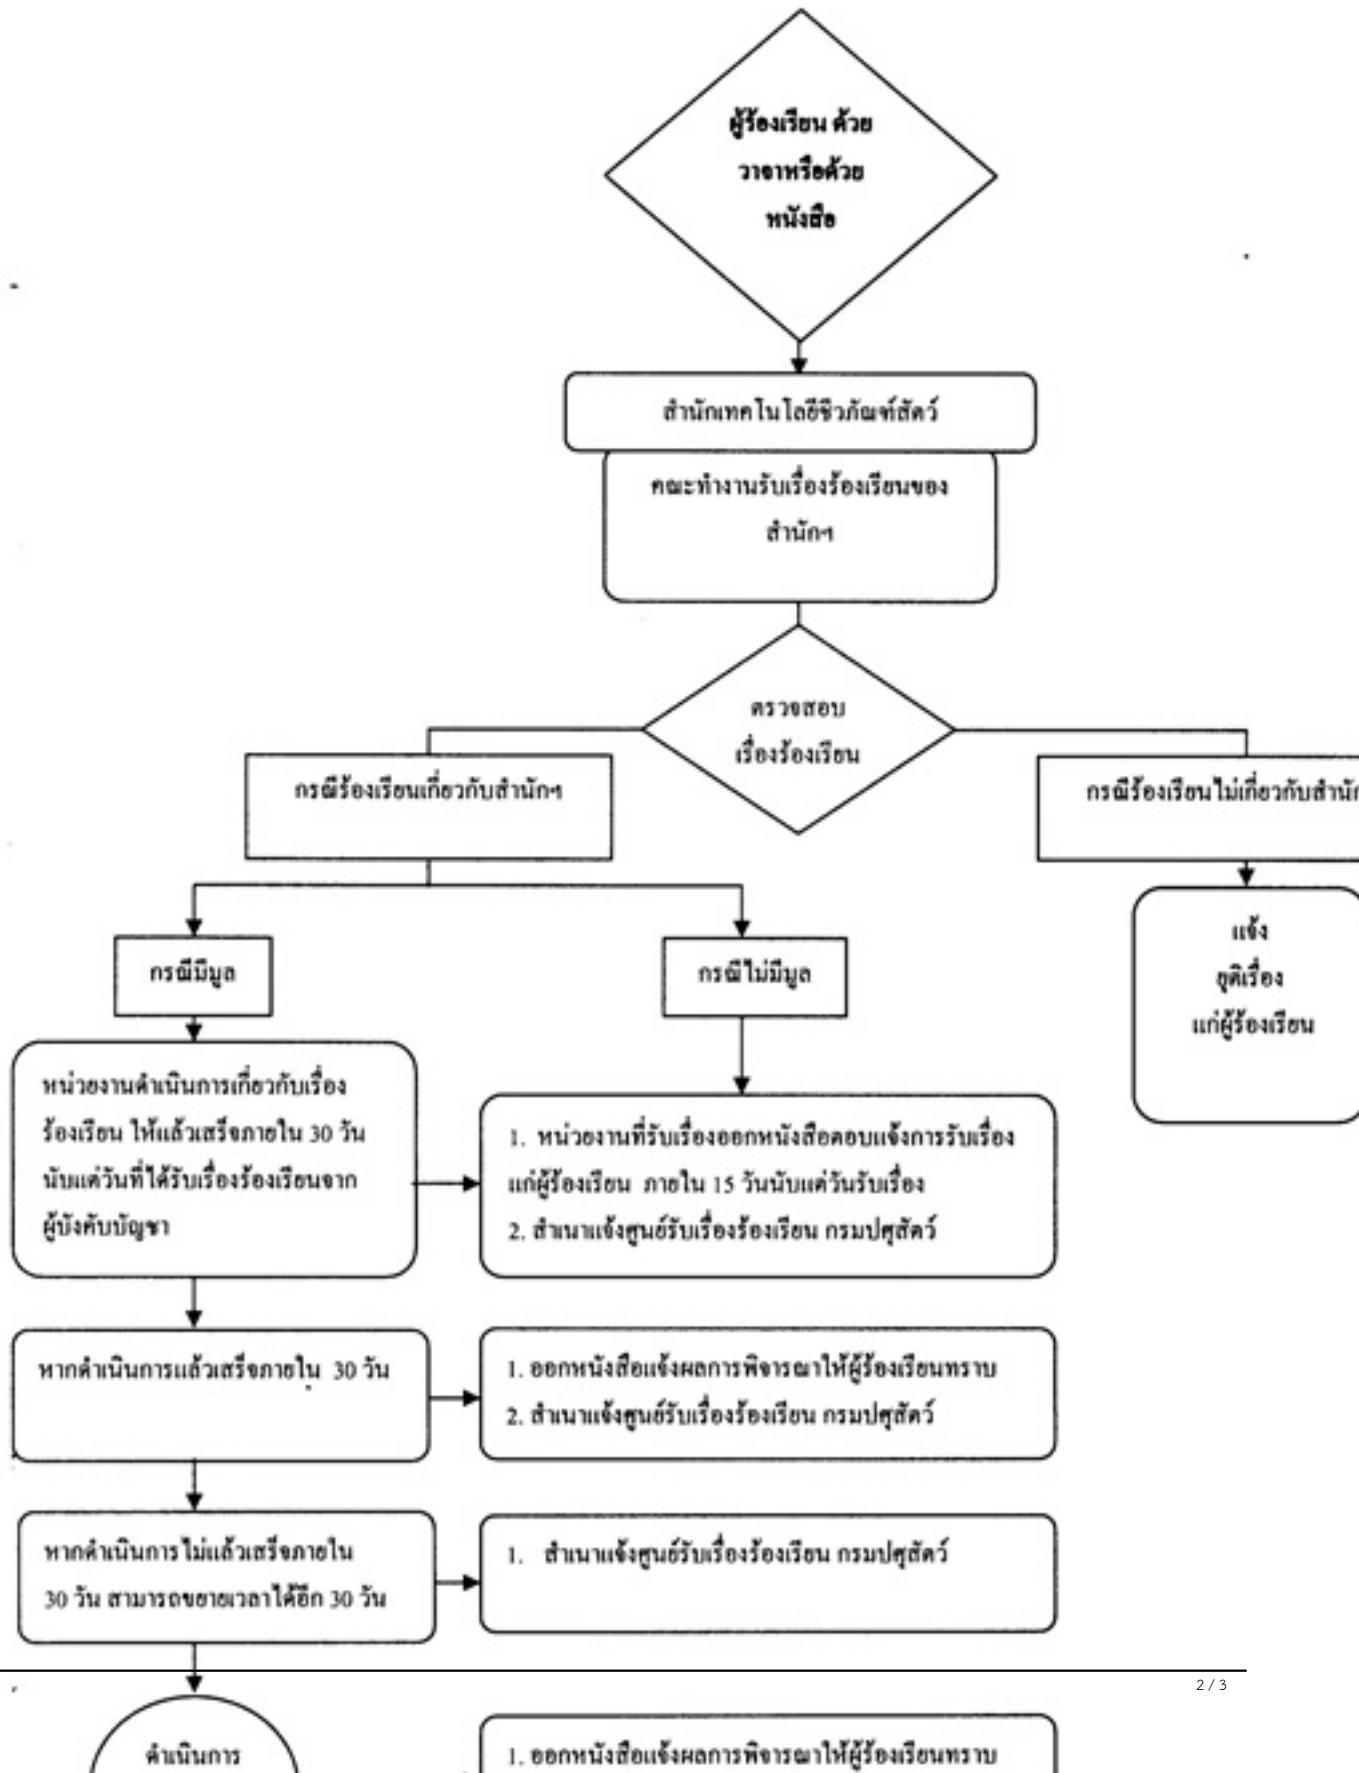 ผู้ร้องเรียน ด้วย
วาจาหรือด้วย
หนังสือ
สำนักเทคโนโลยีชีวภัณฑ์สัตว์
คณะทำงานรับเรื่องร้องเรียนของ
สำนักฯ
ตรวจสอบ
เรื่องร้องเรียน
กรณีร้องเรียนเกี่ยวกับสำนักฯ
กรณีร้องเรียนไม่เกี่ยวกับสำนัก
กรณีมีมูล
กรณีไม่มีมูล
แจ้ง
ยุติเรื่อง
แก่ผู้ร้องเรียน
หน่วยงานดำเนินการเกี่ยวกับเรื่อง
ร้องเรียน ให้แล้วเสร็จภายใน 30 วัน
นับแต่วันที่ได้รับเรื่องร้องเรียนจาก
ผู้บังคับบัญชา
1. หน่วยงานที่รับเรื่องออกหนังสือตอบแจ้งการรับเรื่อง
แก่ผู้ร้องเรียน ภายใน 15 วันนับแต่วันรับเรื่อง
2. สำเนาแจ้งศูนย์รับเรื่องร้องเรียน กรมปศุสัตว์
หากดำเนินการแล้วเสร็จภายใน 30 วัน
1. ออกหนังสือแจ้งผลการพิจารณาให้ผู้ร้องเรียนทราบ
2. สำเนาแจ้งศูนย์รับเรื่องร้องเรียน กรมปศุสัตว์
หากดำเนินการไม่แล้วเสร็จภายใน
30 วัน สามารถขยายเวลาได้อีก 30 วัน
1. สำเนาแจ้งศูนย์รับเรื่องร้องเรียน กรมปศุสัตว์
2 / 3
ดำเนินการ
1. ออกหนังสือแจ้งผลการพิจารณาให้ผู้ร้องเรียนทราบ